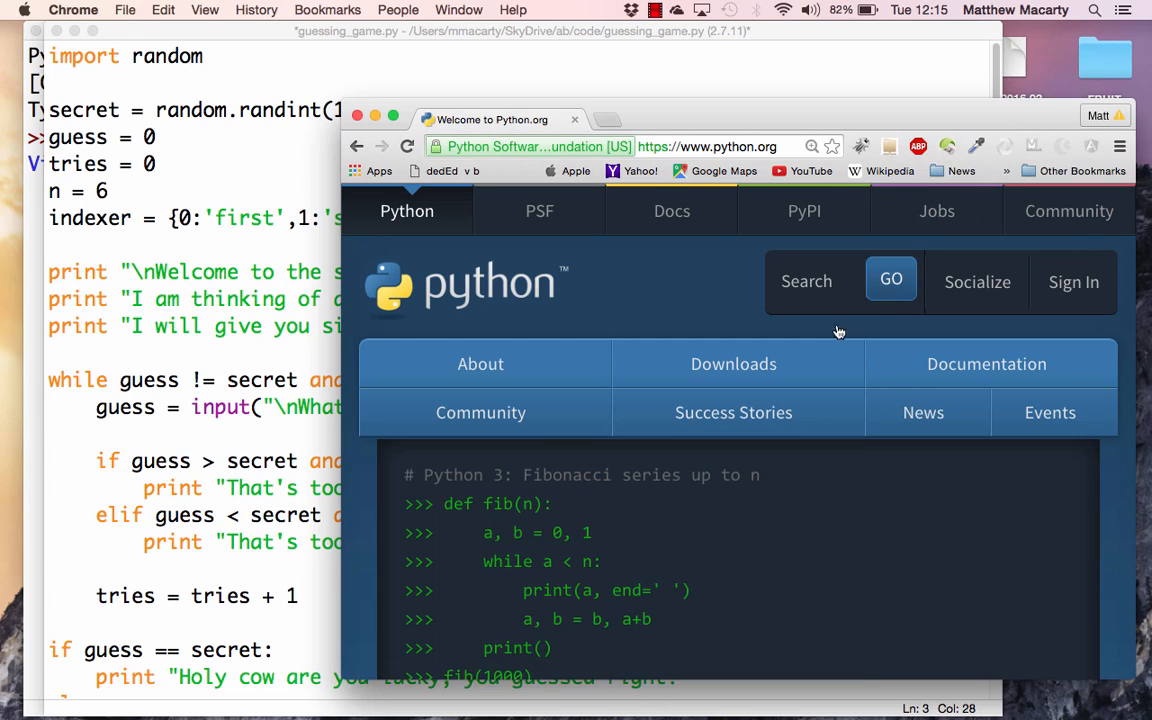 Chrome File Edit View History Bookmarks People Window Help 82% Tue 12:15 Matthew Macarty
*guessing_game.py - /Users/mmacarty/SkyDrive/ab/code/guessing_game.py (2.7.11)*
import random
secret = random.randint(1
guess = 0
tries = 0
n = 6
indexer = {0:'first',1:'s
print "\nWelcome to the s
print "I am thinking of a
print "I will give you si
while guess != secret an
guess = input("\nWha
if guess > secret an
print "That's too
elif guess < secret a
print "That's too
tries = tries + 1
if guess == secret:
print "Holy cow are you lucky, you guessed right!
Ln: 3 Col: 28
Py
[
Ty
>>
V
Welcome to Python.org
Matt
Python Softwar...undation [US] https://www.python.org
ABP
Apps dedEd v b Apple Yahoo! Google Maps YouTube Wikipedia News » Other Bookmarks
Python PSF Docs PyPI Jobs Community
python™
Search GO Socialize Sign In
About Downloads Documentation
Community Success Stories News Events
# Python 3: Fibonacci series up to n
>>> def fib(n):
>>> a, b = 0, 1
>>> while a < n:
>>> print(a, end=' ')
>>> a, b = b, a+b
>>> print()
>>> fib(1000)